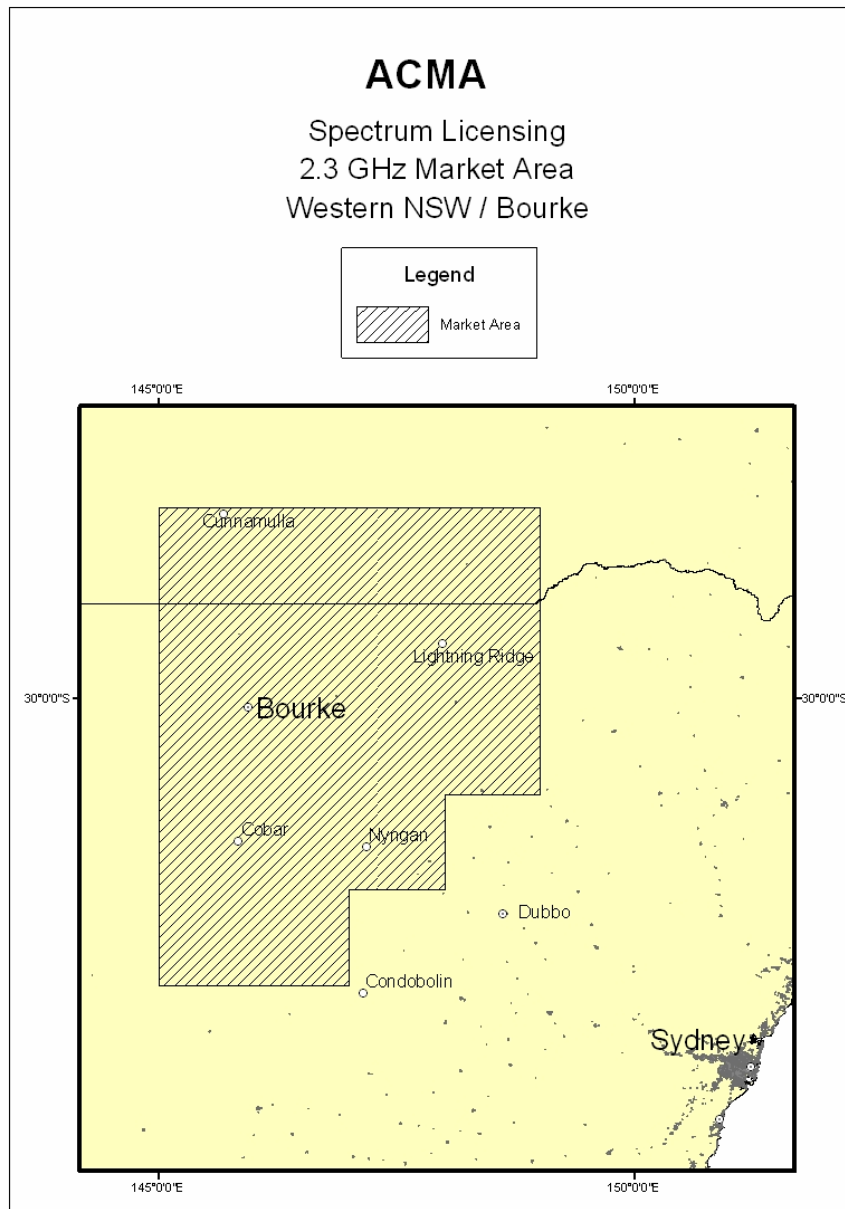 ACMA
Spectrum Licensing
2.3 GHz Market Area
Western NSW / Bourke
Legend
Market Area
145°0'0"E
150°0'0"E
Cunnamulla
Lightning Ridge
30°0'0"S
30°0'0"S
Bourke
Cobar
Nyngan
Dubbo
Condobolin
Sydney
145°0'0"E
150°0'0"E